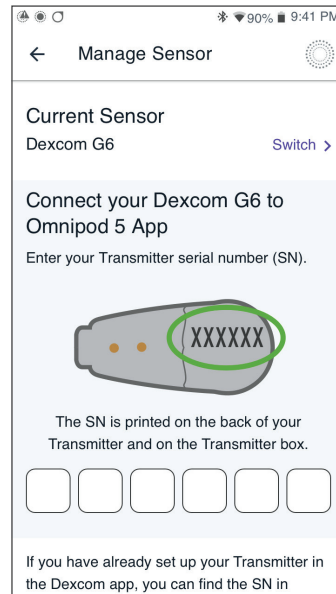 90% 9:41 PM
Manage Sensor
Current Sensor
Dexcom G6
Switch >
Connect your Dexcom G6 to
Omnipod 5 App
Enter your Transmitter serial number (SN).
XXXXXX
The SN is printed on the back of your
Transmitter and on the Transmitter box.
If you have already set up your Transmitter in
the Dexcom app, you can find the SN in